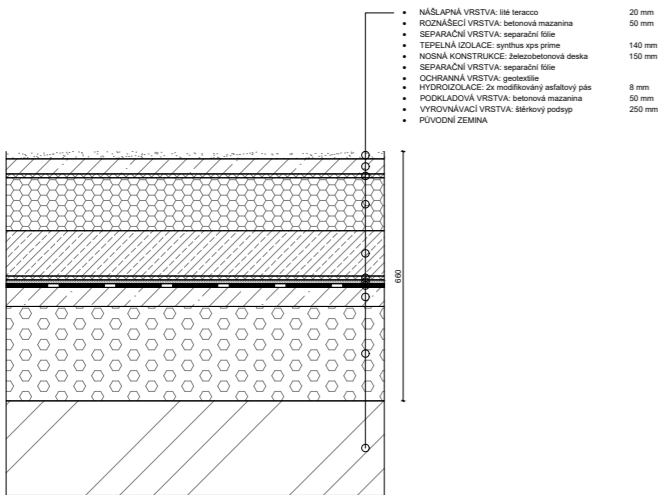 • NÁŠLAPNÁ VRSTVA: lité teracco 20 mm
• ROZNÁŠECÍ VRSTVA: betonová mazanina 50 mm
• SEPARAČNÍ VRSTVA: separační fólie
• TEPELNÁ IZOLACE: synthus xps prime 140 mm
• NOSNÁ KONSTRUKCE: železobetonová deska 150 mm
• SEPARAČNÍ VRSTVA: separační fólie
• OCHRANNÁ VRSTVA: geotextilie
• HYDROIZOLACE: 2x modifikovaný asfaltový pás 8 mm
• PODKLADOVÁ VRSTVA: betonová mazanina 50 mm
• VYROVNÁVACÍ VRSTVA: štěrkový podsyp 250 mm
• PŮVODNÍ ZEMINA
660